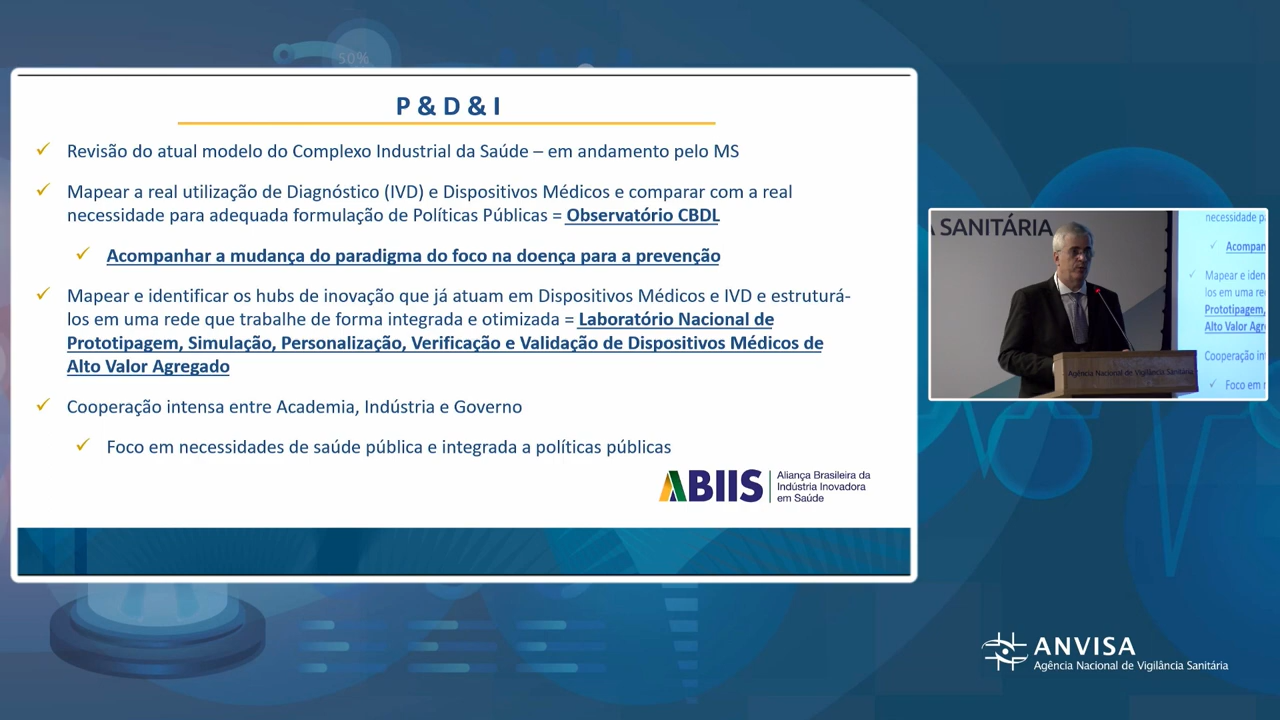 50%
P & D & I
Revisão do atual modelo do Complexo Industrial da Saúde – em andamento pelo MS
Mapear a real utilização de Diagnóstico (IVD) e Dispositivos Médicos e comparar com a real
necessidade para adequada formulação de Políticas Públicas = Observatório CBDL
Acompanhar a mudança do paradigma do foco na doença para a prevenção
Mapear e identificar os hubs de inovação que já atuam em Dispositivos Médicos e IVD e estruturá-
los em uma rede que trabalhe de forma integrada e otimizada = Laboratório Nacional de
Prototipagem, Simulação, Personalização, Verificação e Validação de Dispositivos Médicos de
Alto Valor Agregado
Cooperação intensa entre Academia, Indústria e Governo
Foco em necessidades de saúde pública e integrada a políticas públicas
ABIIS
Aliança Brasileira da
Indústria Inovadora
em Saúde
A SANITÁRIA
necessidade p
Acompan
Mapear e iden
los em uma re
Prototipagem,
Alto Valor Agr
Cooperação in
Foco em
Agência Nacional de Vigilância Sanitária
ANVISA
Agência Nacional de Vigilância Sanitária